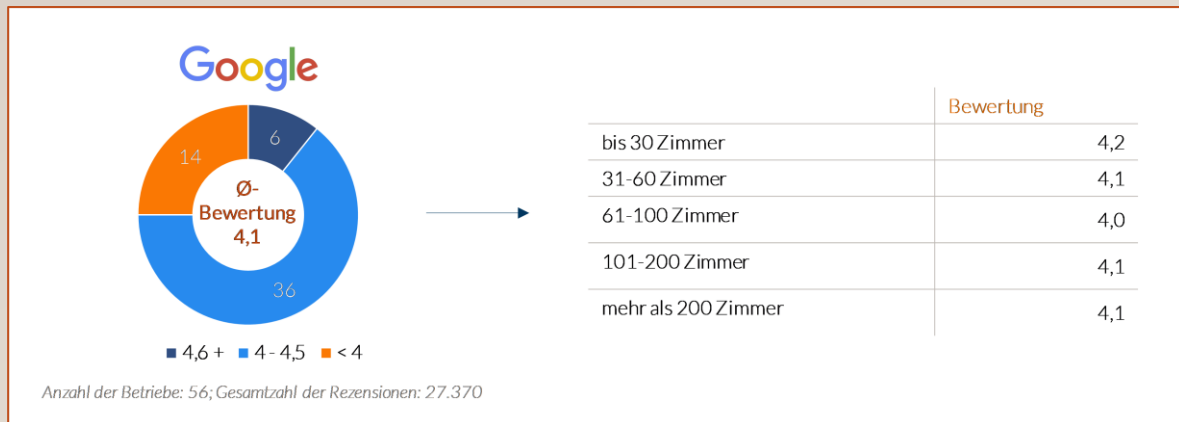 Google
6
14
Ø-
Bewertung
4,1
36
4,6 + 4 - 4,5 < 4
Anzahl der Betriebe: 56; Gesamtzahl der Rezensionen: 27.370
Bewertung
bis 30 Zimmer 4,2
31-60 Zimmer 4,1
61-100 Zimmer 4,0
101-200 Zimmer 4,1
mehr als 200 Zimmer 4,1